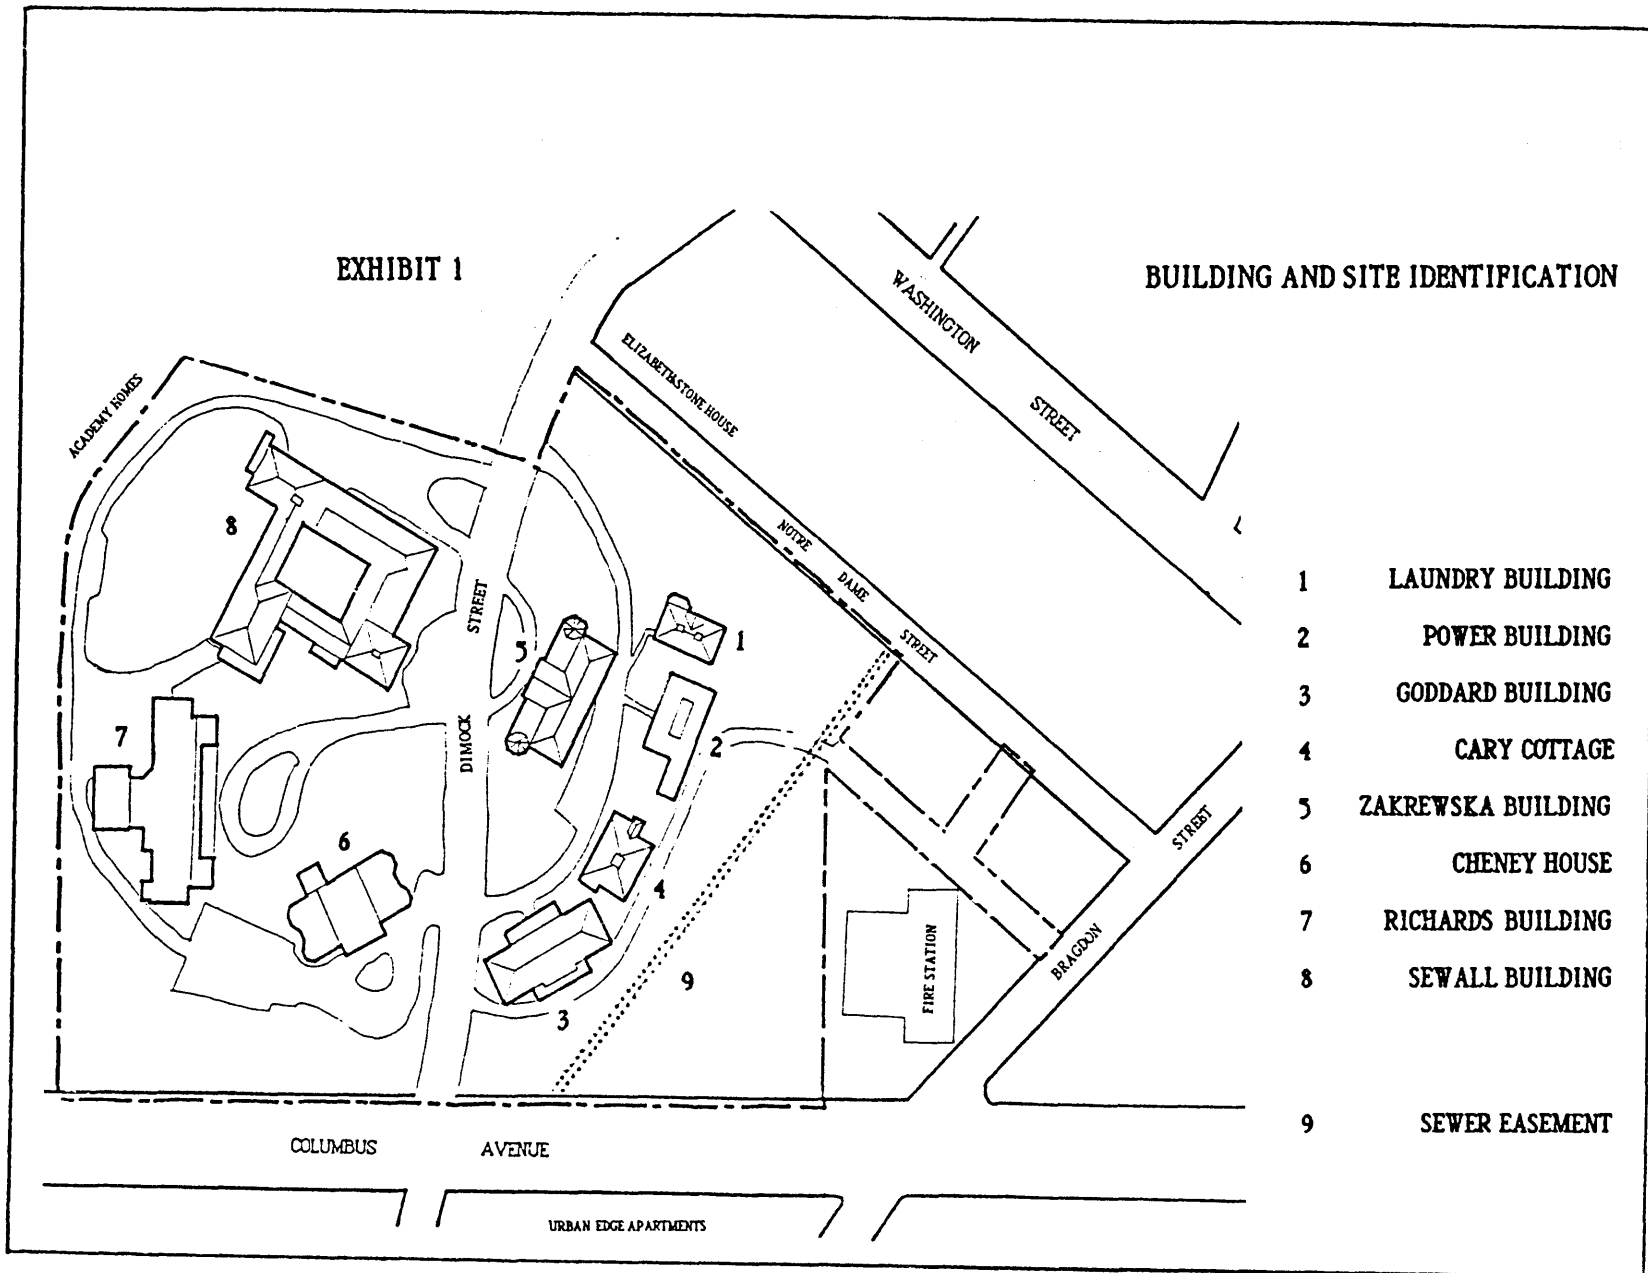 EXHIBIT 1
BUILDING AND SITE IDENTIFICATION
WASHINGTON
STREET
ACADEMY HOMES
ELIZABETH STONE HOUSE
NOTRE
DAME
STREET
8
5
1
STREET
DIMOCK
7
2
6
4
9
3
FIRE STATION
BRAGDON
STREET
1 LAUNDRY BUILDING
2 POWER BUILDING
3 GODDARD BUILDING
4 CARY COTTAGE
5 ZAKREWSKA BUILDING
6 CHENEY HOUSE
7 RICHARDS BUILDING
8 SEWALL BUILDING
9 SEWER EASEMENT
COLUMBUS AVENUE
URBAN EDGE APARTMENTS